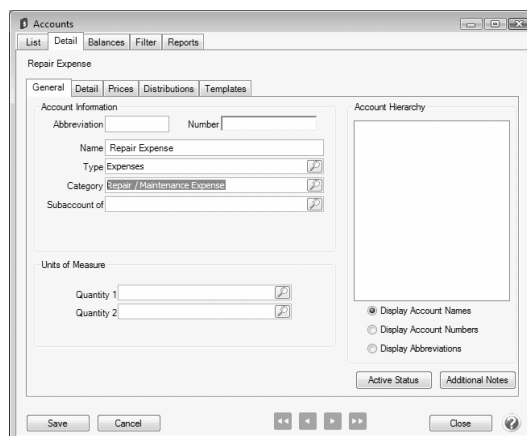 Accounts
List Detail Balances Filter Reports
Repair Expense
General Detail Prices Distributions Templates
Account Information
Account Hierarchy
Abbreviation Number
Name Repair Expense
Type Expenses
Category Repair / Maintenance Expense
Subaccount of
Units of Measure
Quantity 1
Quantity 2
Display Account Names
Display Account Numbers
Display Abbreviations
Active Status Additional Notes
Save Cancel Close ?